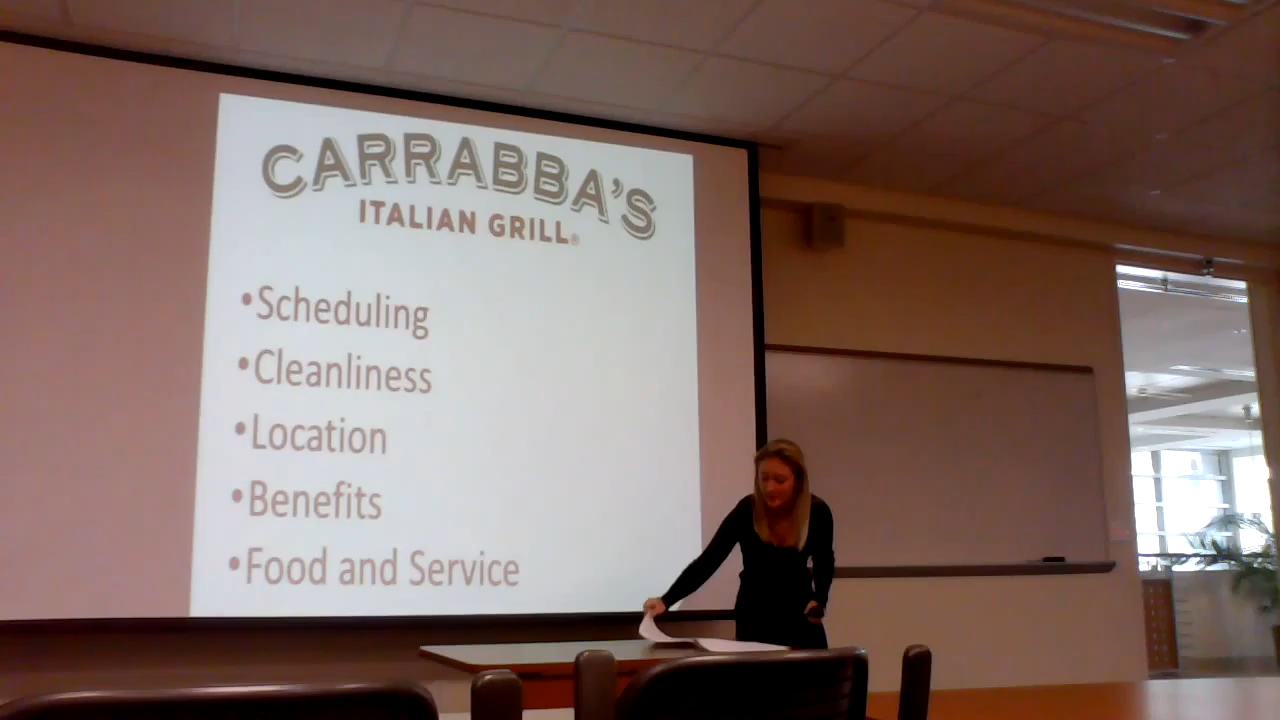 CARRABBA'S
ITALIAN GRILL®
•Scheduling
•Cleanliness
•Location
•Benefits
•Food and Service